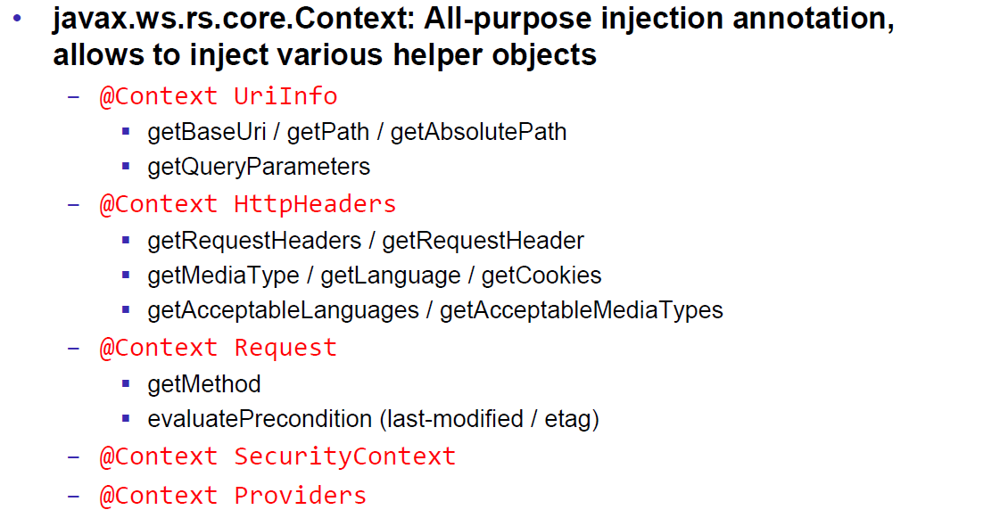 • javax.ws.rs.core.Context: All-purpose injection annotation,
allows to inject various helper objects
– @Context UriInfo
▪ getBaseUri / getPath / getAbsolutePath
▪ getQueryParameters
– @Context HttpHeaders
▪ getRequestHeaders / getRequestHeader
▪ getMediaType / getLanguage / getCookies
▪ getAcceptableLanguages / getAcceptableMediaTypes
– @Context Request
▪ getMethod
▪ evaluatePrecondition (last-modified / etag)
– @Context SecurityContext
– @Context Providers